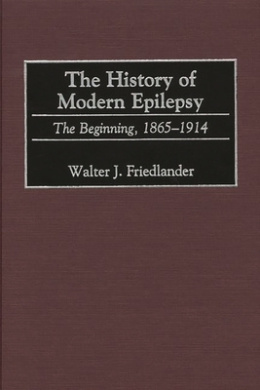 The History of
Modern Epilepsy
The Beginning, 1865–1914
Walter J. Friedlander